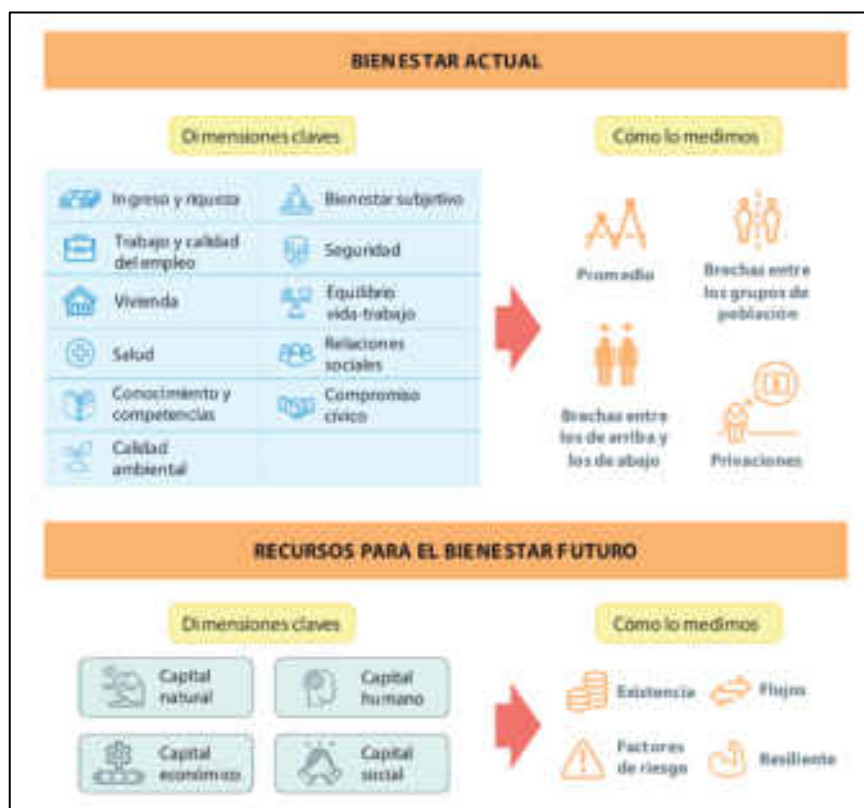 BIENESTAR ACTUAL
Dimensiones claves
Cómo lo medimos
Ingreso y riqueza
Bienestar subjetivo
Trabajo y calidad
del empleo
Seguridad
Vivienda
Equilibrio
vida-trabajo
Salud
Relaciones
sociales
Conocimiento y
competencias
Compromiso
cívico
Calidad
ambiental
Promedio
Brechas entre
los grupos de
población
Brechas entre
los de arriba y
los de abajo
Privaciones
RECURSOS PARA EL BIENESTAR FUTURO
Dimensiones claves
Cómo lo medimos
Capital
natural
Capital
humano
Capital
económico
Capital
social
Existencia
Flujos
Factores
de riesgo
Resiliente